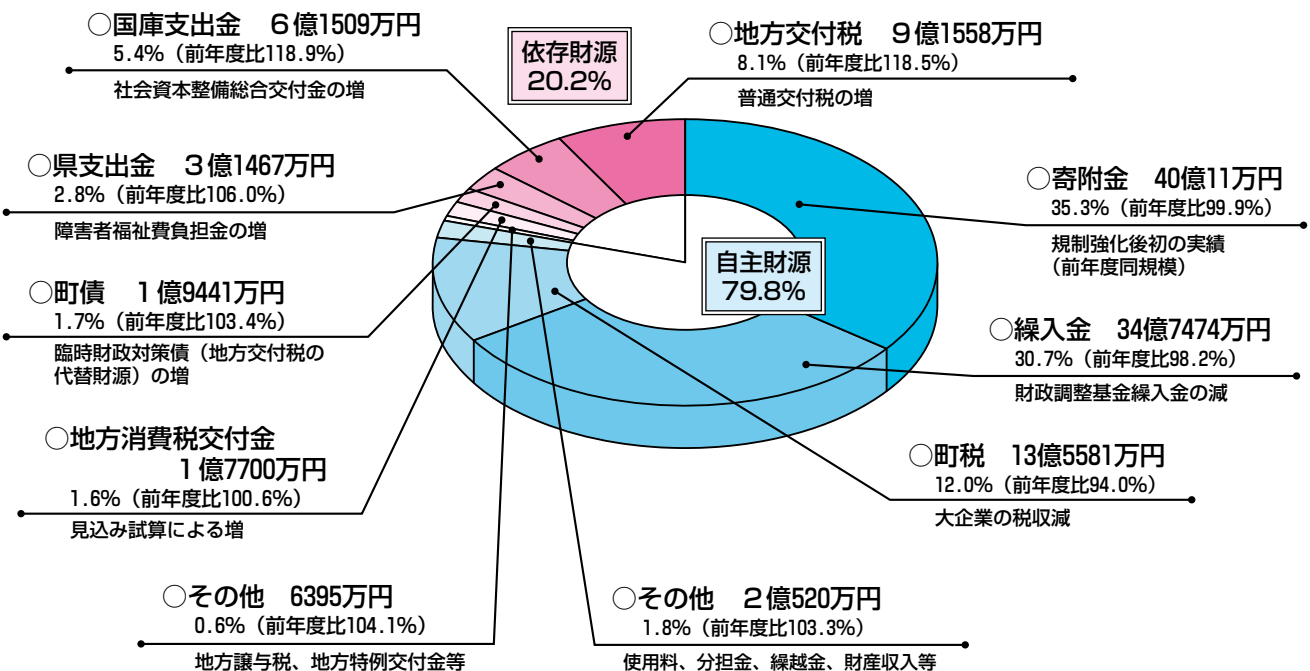 ○国庫支出金　6億1509万円
5.4%（前年度比118.9%）
社会資本整備総合交付金の増
依存財源
20.2%
○地方交付税　9億1558万円
8.1%（前年度比118.5%）
普通交付税の増
○県支出金　3億1467万円
2.8%（前年度比106.0%）
障害者福祉費負担金の増
○寄附金　40億11万円
35.3%（前年度比99.9%）
規制強化後初の実績
（前年度同規模）
自主財源
79.8%
○町債　1億9441万円
1.7%（前年度比103.4%）
臨時財政対策債（地方交付税の
代替財源）の増
○繰入金　34億7474万円
30.7%（前年度比98.2%）
財政調整基金繰入金の減
○地方消費税交付金
1億7700万円
1.6%（前年度比100.6%）
見込み試算による増
○町税　13億5581万円
12.0%（前年度比94.0%）
大企業の税収減
○その他　6395万円
0.6%（前年度比104.1%）
地方譲与税、地方特例交付金等
○その他　2億520万円
1.8%（前年度比103.3%）
使用料、分担金、繰越金、財産収入等